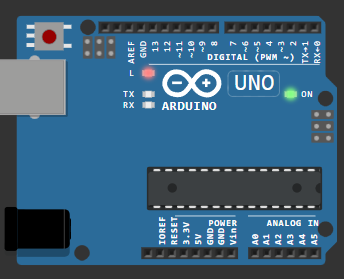 AREF
GND
13
12
~11
~10
~9
8
7
~6
~5
4
~3
2
TX→1
RX←0
DIGITAL (PWM ~)
L
TX
RX
UNO
ON
ARDUINO
IOREF
RESET
3.3V
5V
GND
GND
Vin
POWER
ANALOG IN
A0
A1
A2
A3
A4
A5